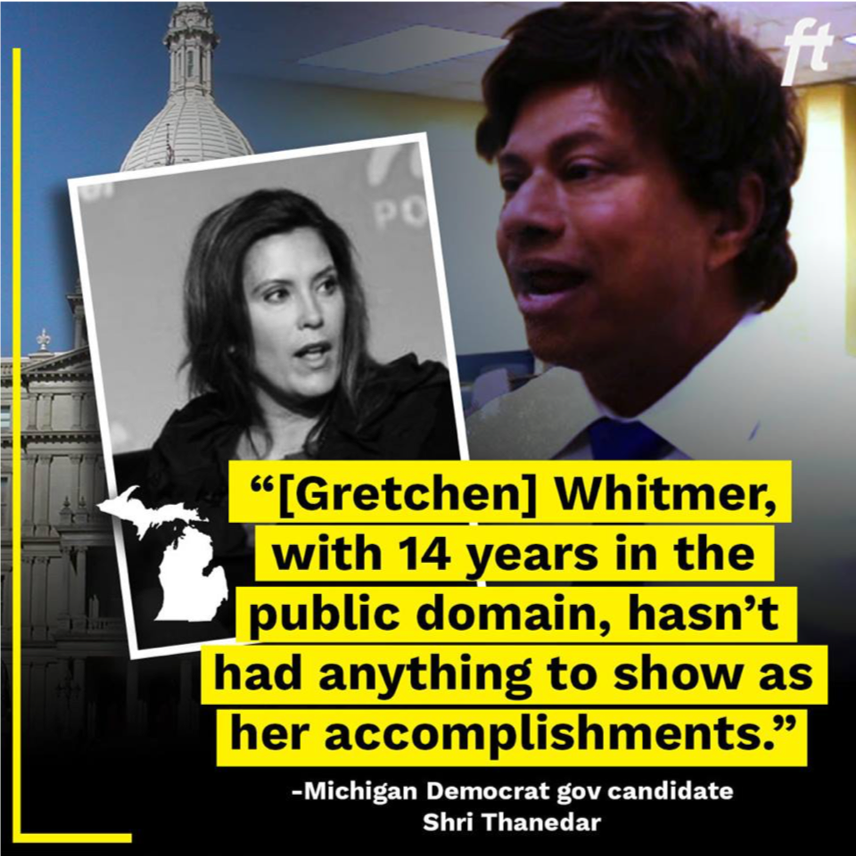 ft
PO
“[Gretchen] Whitmer,
with 14 years in the
public domain, hasn’t
had anything to show as
her accomplishments.”
-Michigan Democrat gov candidate
Shri Thanedar